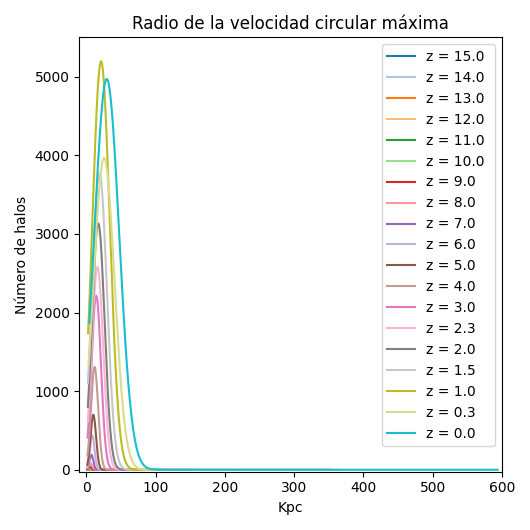 Radio de la velocidad circular máxima
Número de halos
5000
4000
3000
2000
1000
0
0 100 200 300 400 500 600
Kpc
z = 15.0
z = 14.0
z = 13.0
z = 12.0
z = 11.0
z = 10.0
z = 9.0
z = 8.0
z = 7.0
z = 6.0
z = 5.0
z = 4.0
z = 3.0
z = 2.3
z = 2.0
z = 1.5
z = 1.0
z = 0.3
z = 0.0